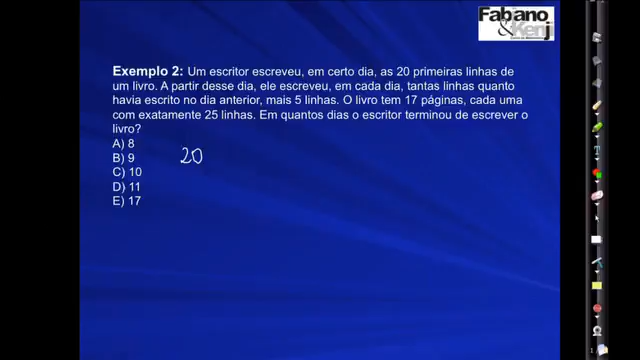 Fabiano
& Kenji
Exemplo 2: Um escritor escreveu, em certo dia, as 20 primeiras linhas de
um livro. A partir desse dia, ele escreveu, em cada dia, tantas linhas quanto
havia escrito no dia anterior, mais 5 linhas. O livro tem 17 páginas, cada uma
com exatamente 25 linhas. Em quantos dias o escritor terminou de escrever o
livro?
A) 8
B) 9
20
C) 10
D) 11
E) 17